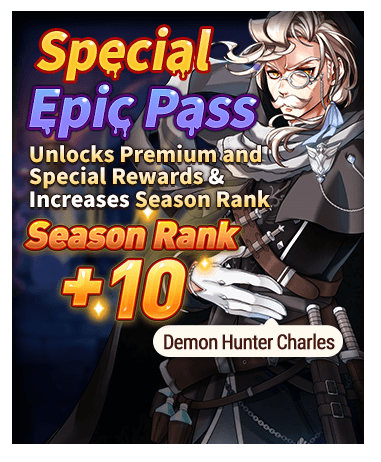 Special
Epic Pass
Unlocks Premium and
Special Rewards &
Increases Season Rank
Season Rank
+10
Demon Hunter Charles